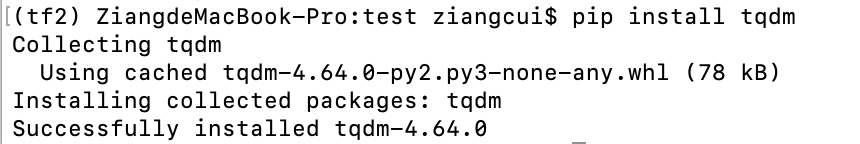 (tf2) ZiangdeMacBook-Pro:test ziangcui$ pip install tqdm
Collecting tqdm
  Using cached tqdm-4.64.0-py2.py3-none-any.whl (78 kB)
Installing collected packages: tqdm
Successfully installed tqdm-4.64.0